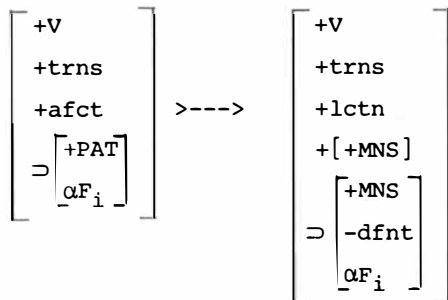 +V +V
+trns +trns
+afct >---> +lctn
⊃ [+PAT +[+MNS]
αFi] ⊃ [+MNS
-dfnt
αFi]